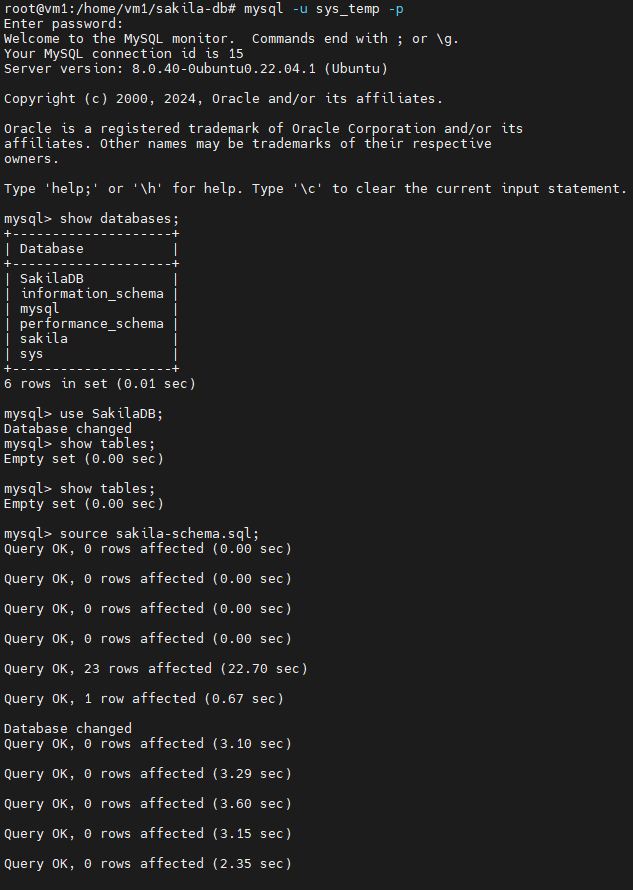 root@vm1:/home/vm1/sakila-db# mysql -u sys_temp -p
Enter password:
Welcome to the MySQL monitor.  Commands end with ; or \g.
Your MySQL connection id is 15
Server version: 8.0.40-0ubuntu0.22.04.1 (Ubuntu)

Copyright (c) 2000, 2024, Oracle and/or its affiliates.

Oracle is a registered trademark of Oracle Corporation and/or its
affiliates. Other names may be trademarks of their respective
owners.

Type 'help;' or '\h' for help. Type '\c' to clear the current input statement.

mysql> show databases;
+--------------------+
| Database           |
+--------------------+
| SakilaDB           |
| information_schema |
| mysql              |
| performance_schema |
| sakila             |
| sys                |
+--------------------+
6 rows in set (0.01 sec)

mysql> use SakilaDB;
Database changed
mysql> show tables;
Empty set (0.00 sec)

mysql> show tables;
Empty set (0.00 sec)

mysql> source sakila-schema.sql;
Query OK, 0 rows affected (0.00 sec)

Query OK, 0 rows affected (0.00 sec)

Query OK, 0 rows affected (0.00 sec)

Query OK, 0 rows affected (0.00 sec)

Query OK, 23 rows affected (22.70 sec)

Query OK, 1 row affected (0.67 sec)

Database changed
Query OK, 0 rows affected (3.10 sec)

Query OK, 0 rows affected (3.29 sec)

Query OK, 0 rows affected (3.60 sec)

Query OK, 0 rows affected (3.15 sec)

Query OK, 0 rows affected (2.35 sec)